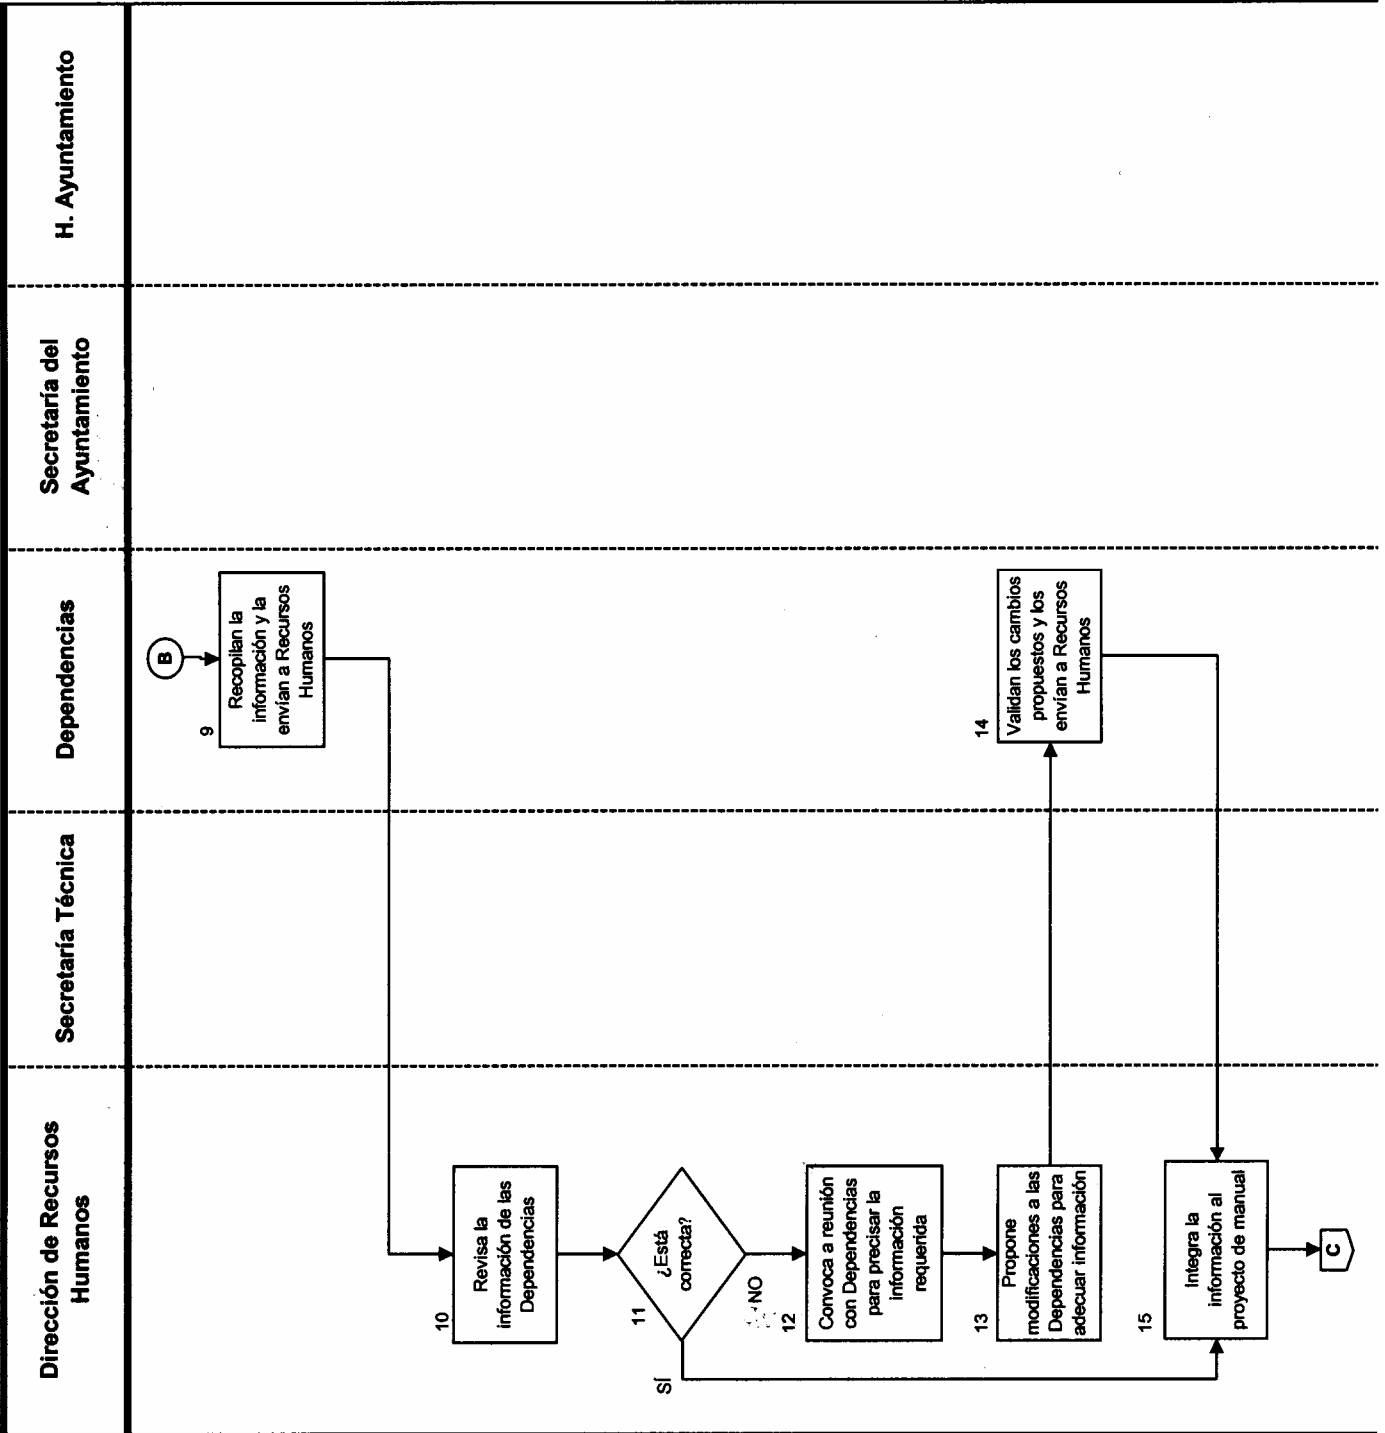 Dirección de Recursos
Humanos
Secretaría Técnica
Dependencias
Secretaría del
Ayuntamiento
H. Ayuntamiento
B
9
Recopilan la
información y la
envían a Recursos
Humanos
10
Revisa la
información de las
Dependencias
11
¿Está
correcta?
SÍ
NO
12
Convoca a reunión
con Dependencias
para precisar la
información
requerida
13
Propone
modificaciones a las
Dependencias para
adecuar información
14
Validan los cambios
propuestos y los
envían a Recursos
Humanos
15
Integra la
información al
proyecto de manual
C